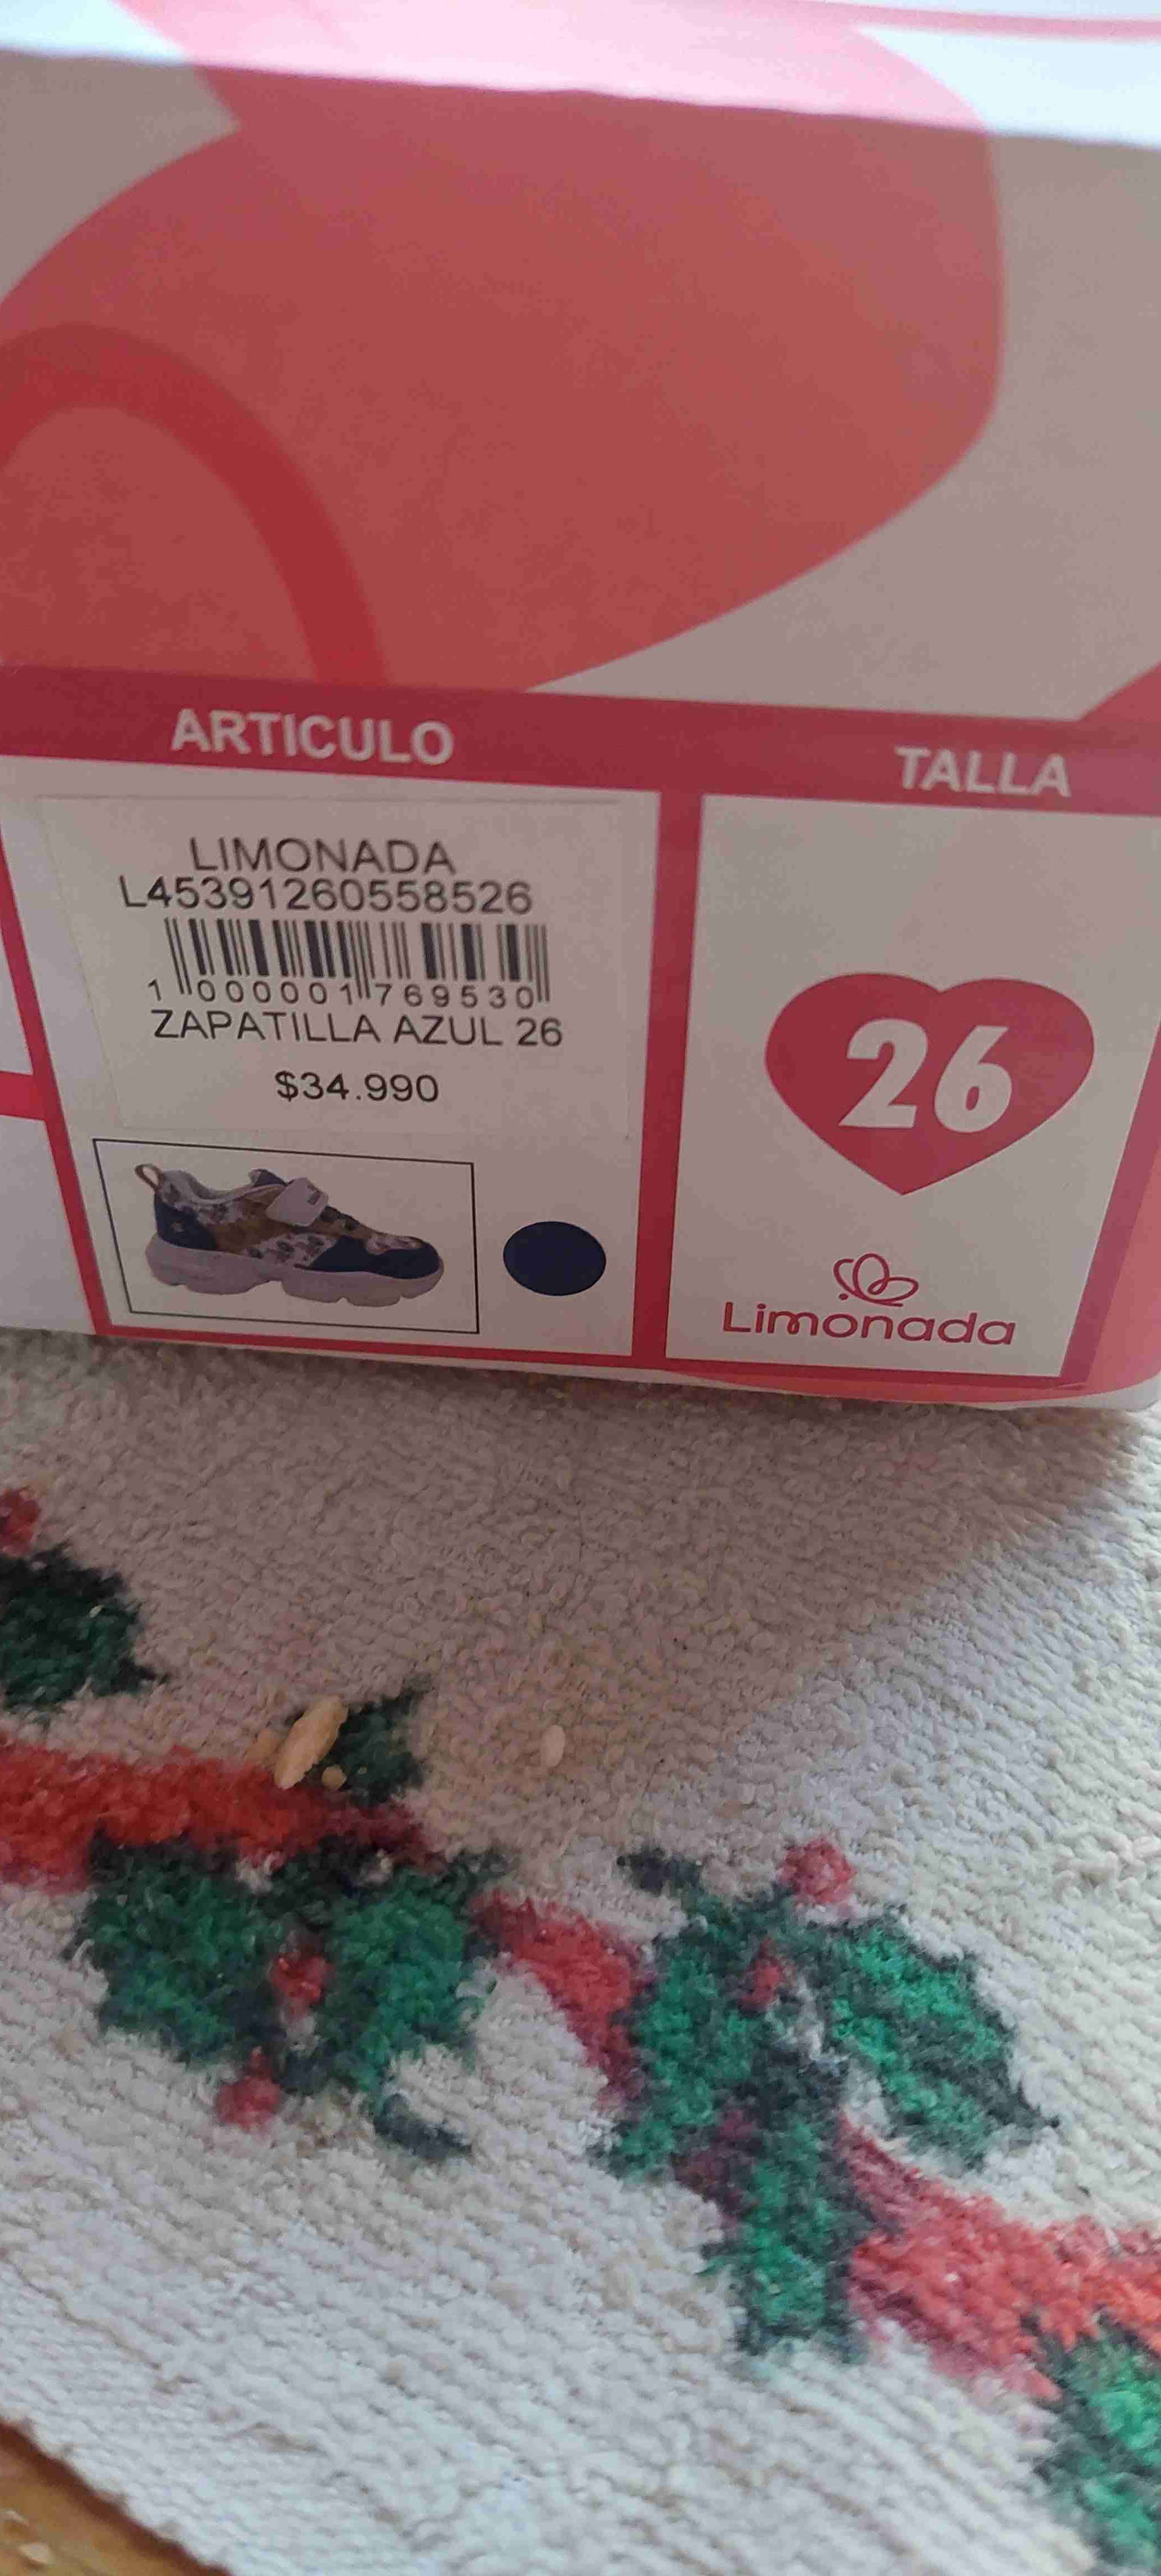 ARTICULO
TALLA
LIMONADA
L45391260558526
1 000001 769530
ZAPATILLA AZUL 26
$34.990
26
Limonada